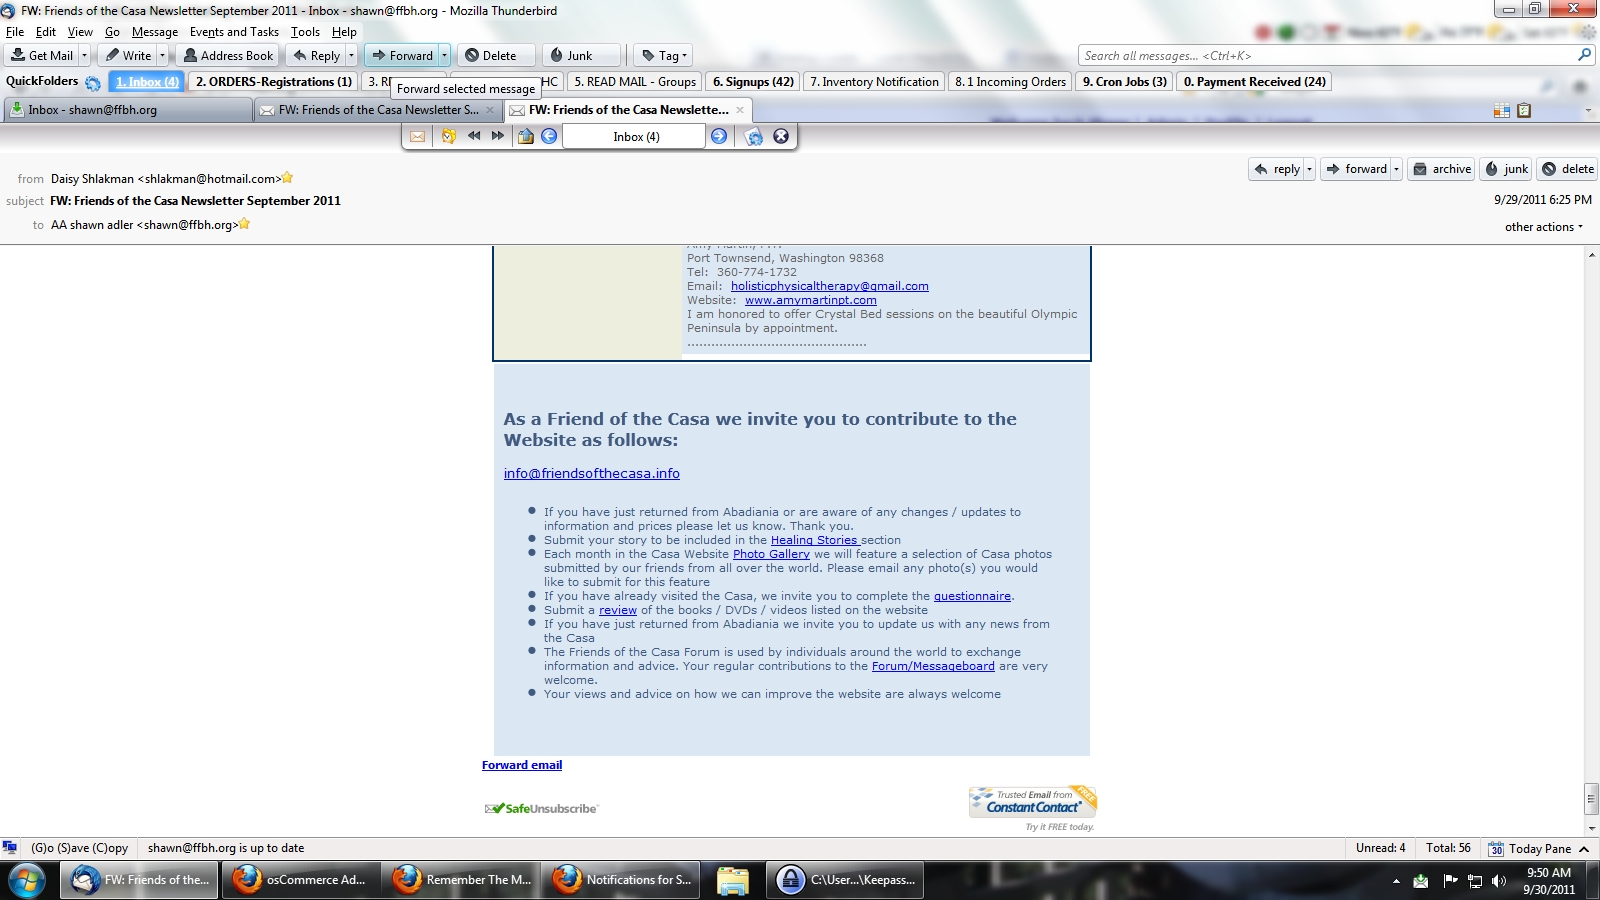 FW: Friends of the Casa Newsletter September 2011 - Inbox - shawn@ffbh.org - Mozilla Thunderbird
File Edit View Go Message Events and Tasks Tools Help
Get Mail Write Address Book Reply Forward Delete Junk Tag Search all messages... <Ctrl+K>
QuickFolders 1. Inbox (4) 2. ORDERS-Registrations (1) 3. HC 5. READ MAIL - Groups 6. Signups (42) 7. Inventory Notification 8.1 Incoming Orders 9. Cron Jobs (3) 0. Payment Received (24)
Forward selected message
Inbox - shawn@ffbh.org FW: Friends of the Casa Newsletter S... FW: Friends of the Casa Newslette...
Inbox (4)
reply forward archive junk delete
from Daisy Shlakman <shlakman@hotmail.com>
subject FW: Friends of the Casa Newsletter September 2011 9/29/2011 6:25 PM
to AA shawn adler <shawn@ffbh.org> other actions
Port Townsend, Washington 98368
Tel: 360-774-1732
Email: holisticphysicaltherapy@gmail.com
Website: www.amymartinpt.com
I am honored to offer Crystal Bed sessions on the beautiful Olympic
Peninsula by appointment.
.............................................
As a Friend of the Casa we invite you to contribute to the
Website as follows:
info@friendsofthecasa.info
If you have just returned from Abadiania or are aware of any changes / updates to
information and prices please let us know. Thank you.
Submit your story to be included in the Healing Stories section
Each month in the Casa Website Photo Gallery we will feature a selection of Casa photos
submitted by our friends from all over the world. Please email any photo(s) you would
like to submit for this feature
If you have already visited the Casa, we invite you to complete the questionnaire.
Submit a review of the books / DVDs / videos listed on the website
If you have just returned from Abadiania we invite you to update us with any news from
the Casa
The Friends of the Casa Forum is used by individuals around the world to exchange
information and advice. Your regular contributions to the Forum/Messageboard are very
welcome.
Your views and advice on how we can improve the website are always welcome
Forward email
SafeUnsubscribe
Trusted Email from FREE
Constant Contact
Try it FREE today.
(G)o (S)ave (C)opy shawn@ffbh.org is up to date Unread: 4 Total: 56 30 Today Pane
FW: Friends of the... osCommerce Ad... Remember The M... Notifications for S... C:\User...\Keepass... 9:50 AM
9/30/2011